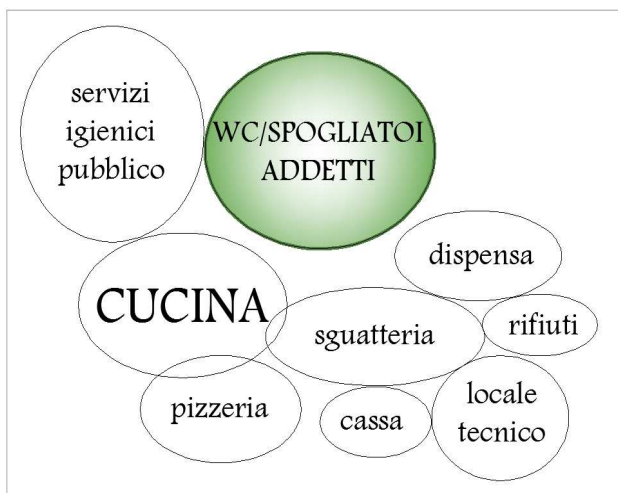 servizi
igienici
pubblico
WC/SPOGLIATOI
ADDETTI
dispensa
CUCINA
sguatteria
rifiuti
pizzeria
cassa
locale
tecnico